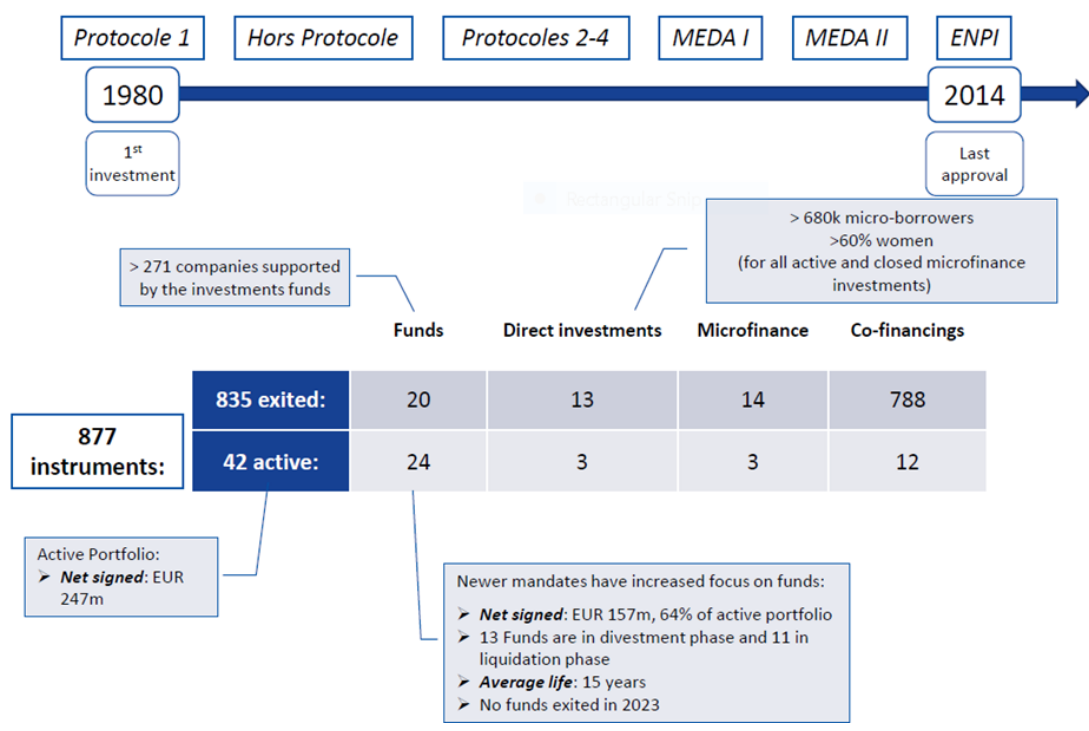 Protocole 1
Hors Protocole
Protocoles 2-4
MEDA I
MEDA II
ENPI
1980
2014
1st
investment
Last
approval
Rectangular Snip
> 680k micro-borrowers
>60% women
(for all active and closed microfinance
investments)
> 271 companies supported
by the investments funds
Funds
Direct investments
Microfinance
Co-financings
877
instruments:
835 exited:
20
13
14
788
42 active:
24
3
3
12
Active Portfolio:
➢ Net signed: EUR
247m
Newer mandates have increased focus on funds:
➢ Net signed: EUR 157m, 64% of active portfolio
➢ 13 Funds are in divestment phase and 11 in
liquidation phase
➢ Average life: 15 years
➢ No funds exited in 2023